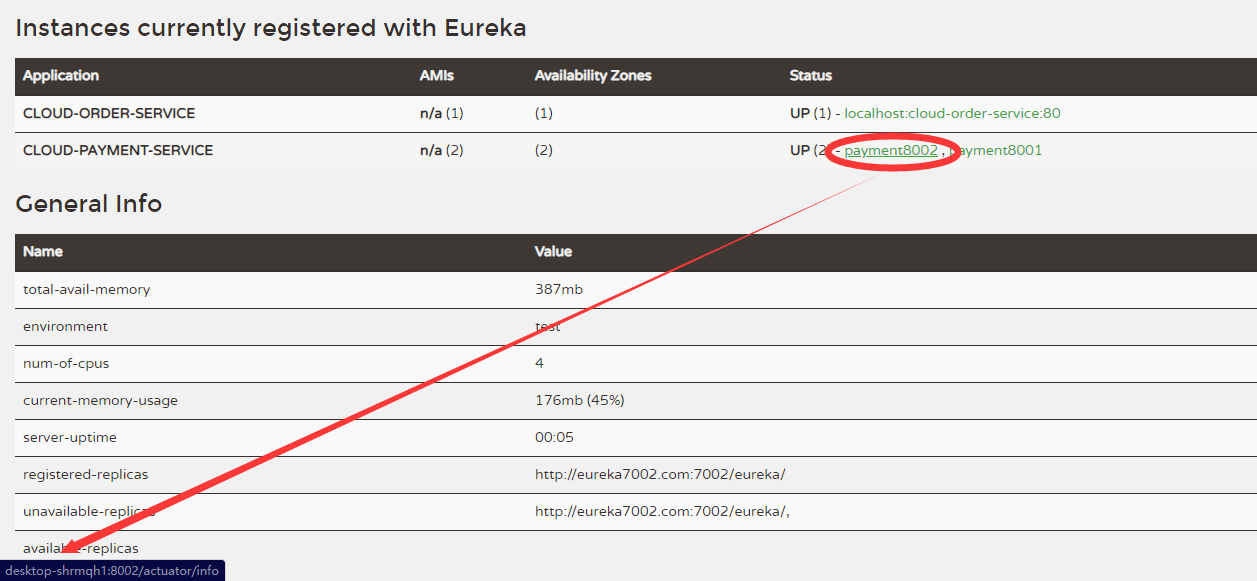 Instances currently registered with Eureka
Application AMIs Availability Zones Status
CLOUD-ORDER-SERVICE n/a (1) (1) UP (1) - localhost:cloud-order-service:80
CLOUD-PAYMENT-SERVICE n/a (2) (2) UP (2) - payment8002 , payment8001
General Info
Name Value
total-avail-memory 387mb
environment test
num-of-cpus 4
current-memory-usage 176mb (45%)
server-uptime 00:05
registered-replicas http://eureka7002.com:7002/eureka/
unavailable-replicas http://eureka7002.com:7002/eureka/,
available-replicas
desktop-shrmqh1:8002/actuator/info